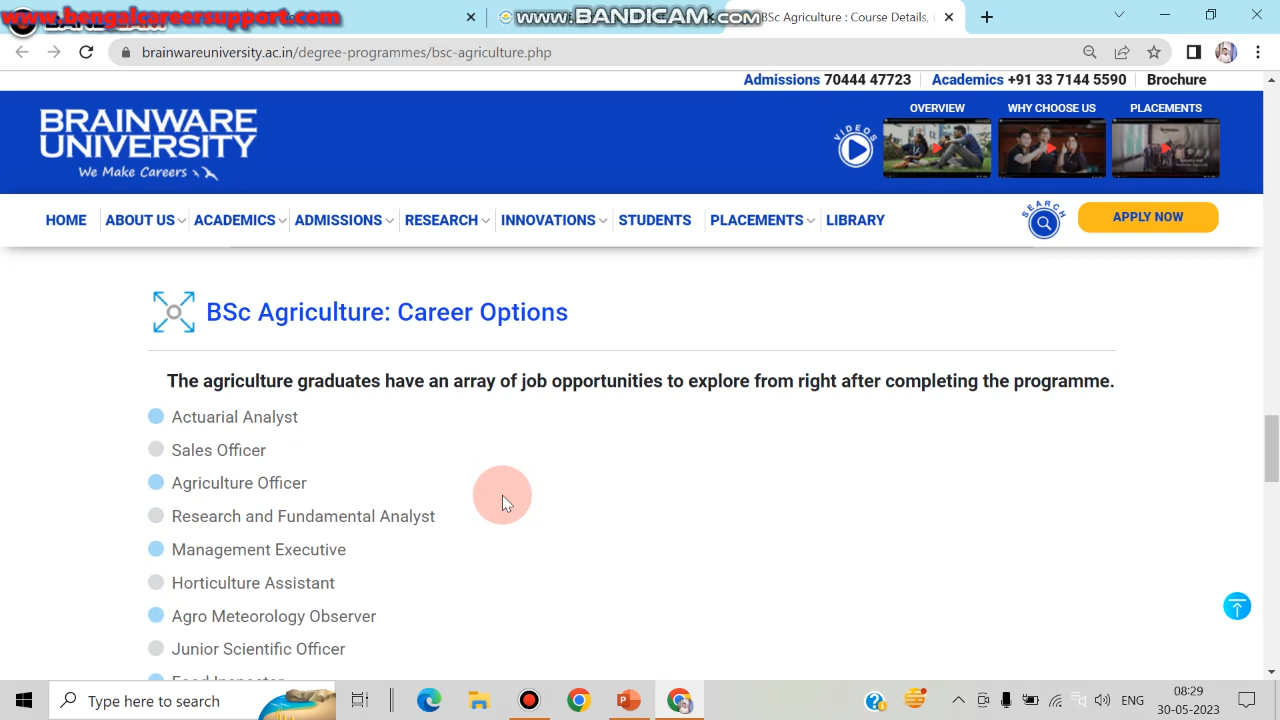 www.bengalcareersupport.com
www.BANDICAM.com
BSc Agriculture : Course Details,
brainwareuniversity.ac.in/degree-programmes/bsc-agriculture.php
Admissions 70444 47723 Academics +91 33 7144 5590 Brochure
BRAINWARE
UNIVERSITY
We Make Careers
VIDEOS
OVERVIEW WHY CHOOSE US PLACEMENTS
HOME ABOUT US ACADEMICS ADMISSIONS RESEARCH INNOVATIONS STUDENTS PLACEMENTS LIBRARY
SEARCH
APPLY NOW
BSc Agriculture: Career Options
The agriculture graduates have an array of job opportunities to explore from right after completing the programme.
Actuarial Analyst
Sales Officer
Agriculture Officer
Research and Fundamental Analyst
Management Executive
Horticulture Assistant
Agro Meteorology Observer
Junior Scientific Officer
Food Inspector
Type here to search
ENG
08:29
30-05-2023